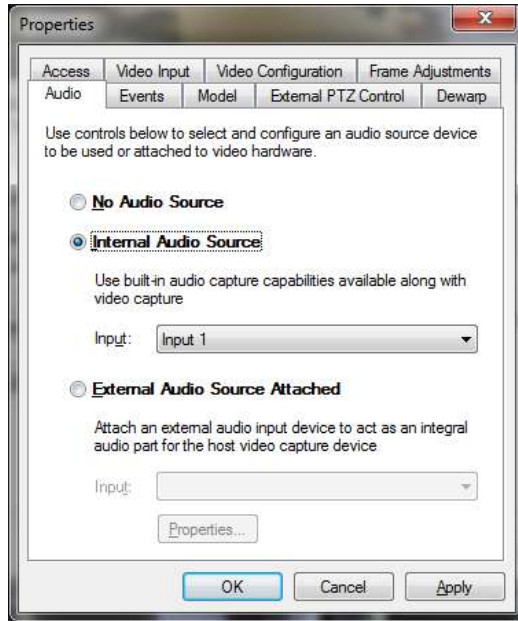 Properties
Access Video Input Video Configuration Frame Adjustments
Audio Events Model External PTZ Control Dewarp
Use controls below to select and configure an audio source device
to be used or attached to video hardware.
No Audio Source
Internal Audio Source
Use built-in audio capture capabilities available along with
video capture
Input: Input 1
External Audio Source Attached
Attach an external audio input device to act as an integral
audio part for the host video capture device
Input:
Properties...
OK Cancel Apply